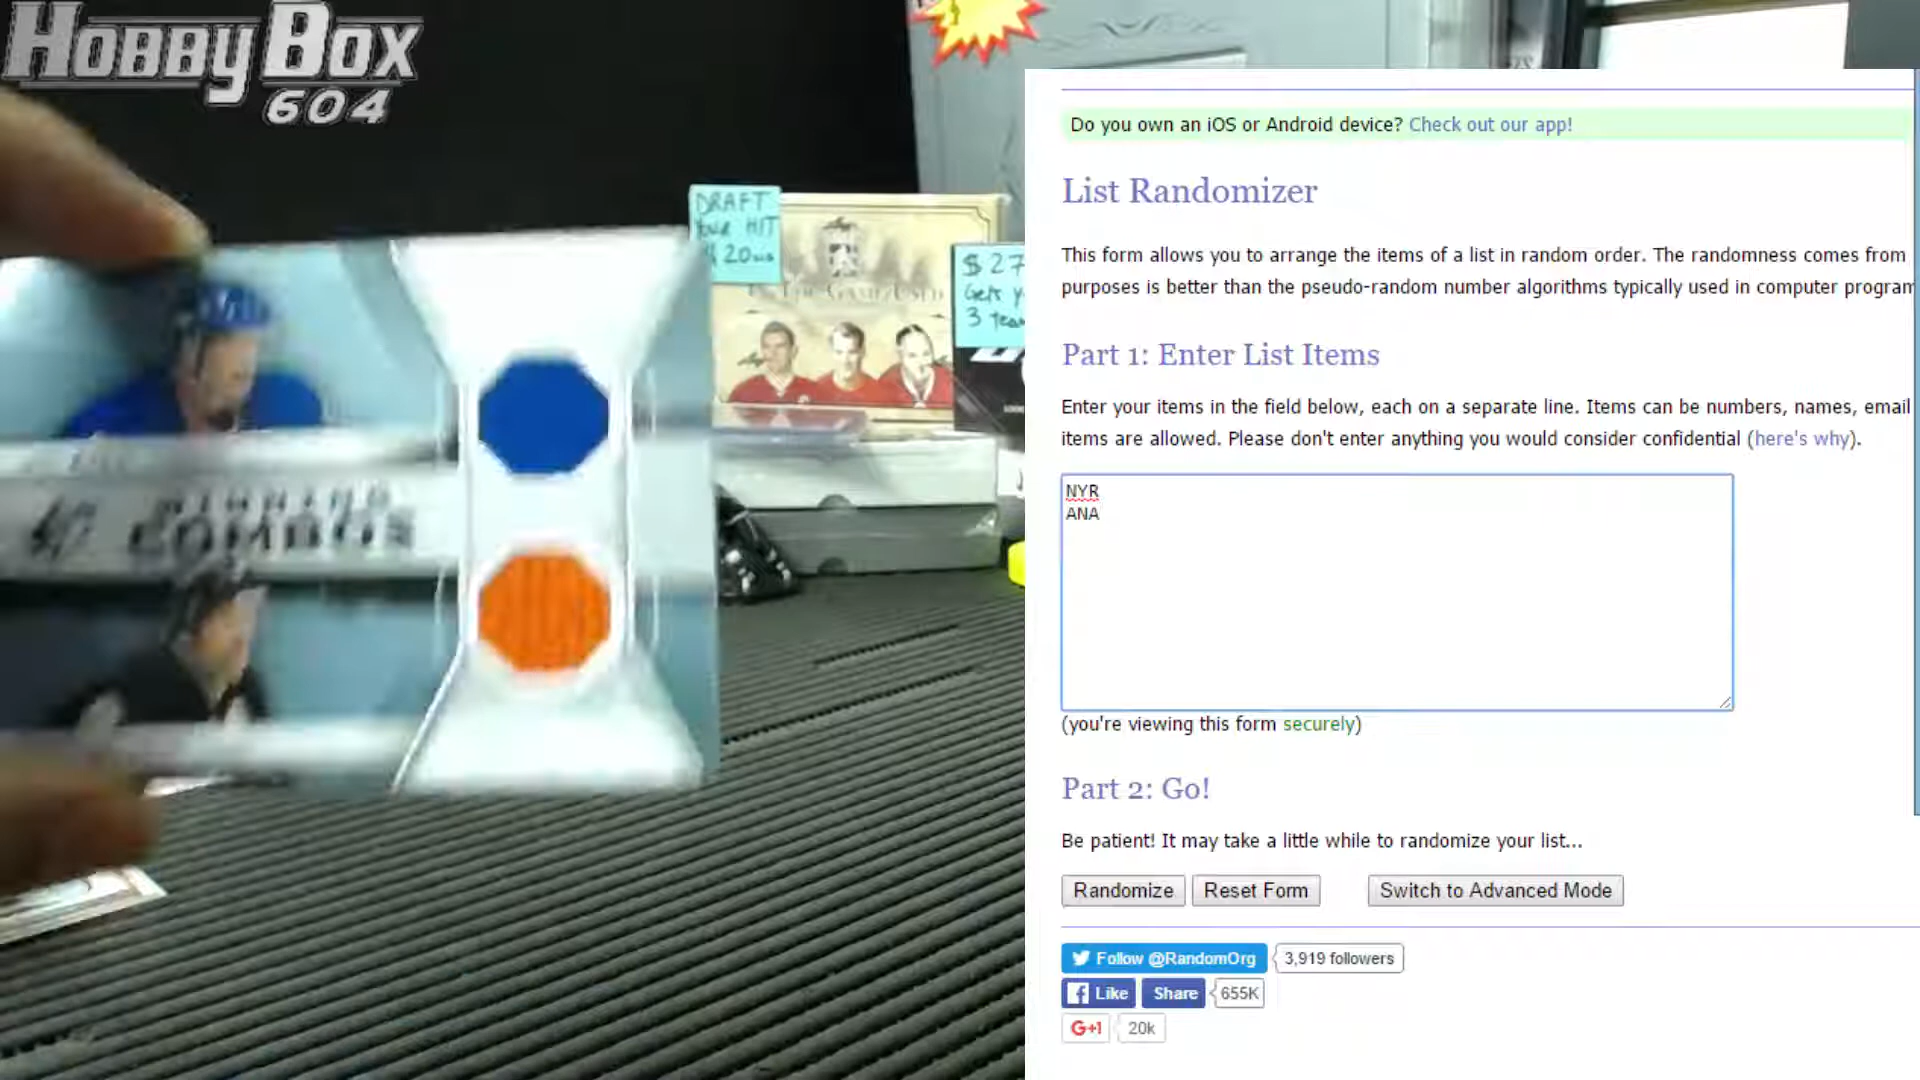 HOBBY BOX
604
DRAFT
Your HIT
$ 20
$ 27
Gets
3
WINNING
COMBOS
Do you own an iOS or Android device? Check out our app!
List Randomizer
This form allows you to arrange the items of a list in random order. The randomness comes from
purposes is better than the pseudo-random number algorithms typically used in computer program
Part 1: Enter List Items
Enter your items in the field below, each on a separate line. Items can be numbers, names, email
items are allowed. Please don't enter anything you would consider confidential (here's why).
NYR
ANA
(you're viewing this form securely)
Part 2: Go!
Be patient! It may take a little while to randomize your list...
Randomize Reset Form Switch to Advanced Mode
Follow @RandomOrg 3,919 followers
Like Share 655K
G+1 20k